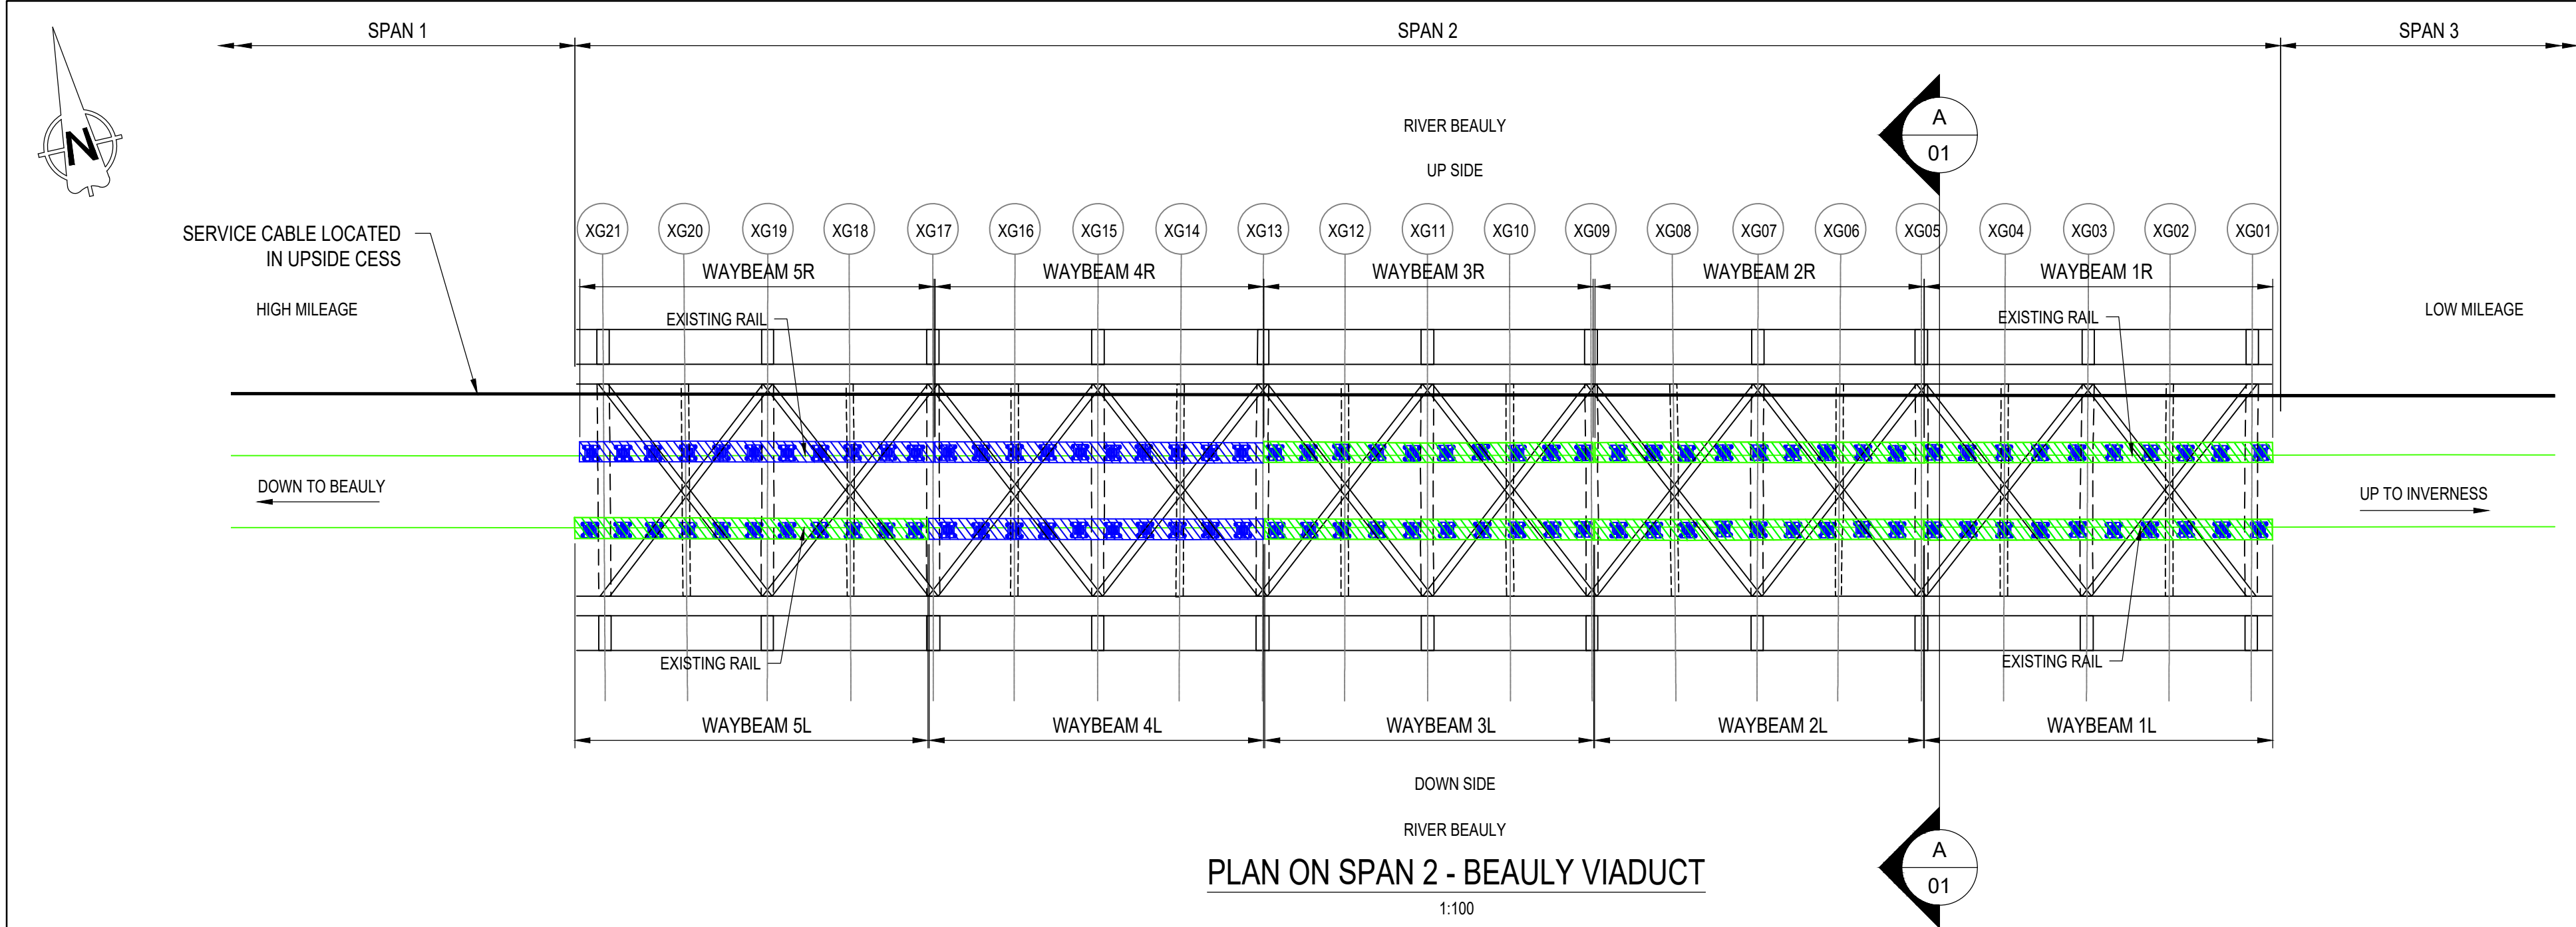 SPAN 1
SPAN 2
SPAN 3
N
A
01
RIVER BEAULY
UP SIDE
SERVICE CABLE LOCATED
IN UPSIDE CESS
XG21 XG20 XG19 XG18 XG17 XG16 XG15 XG14 XG13 XG12 XG11 XG10 XG09 XG08 XG07 XG06 XG05 XG04 XG03 XG02 XG01
WAYBEAM 5R WAYBEAM 4R WAYBEAM 3R WAYBEAM 2R WAYBEAM 1R
HIGH MILEAGE
LOW MILEAGE
EXISTING RAIL
EXISTING RAIL
DOWN TO BEAULY
UP TO INVERNESS
EXISTING RAIL
EXISTING RAIL
WAYBEAM 5L WAYBEAM 4L WAYBEAM 3L WAYBEAM 2L WAYBEAM 1L
DOWN SIDE
RIVER BEAULY
PLAN ON SPAN 2 - BEAULY VIADUCT
1:100
A
01